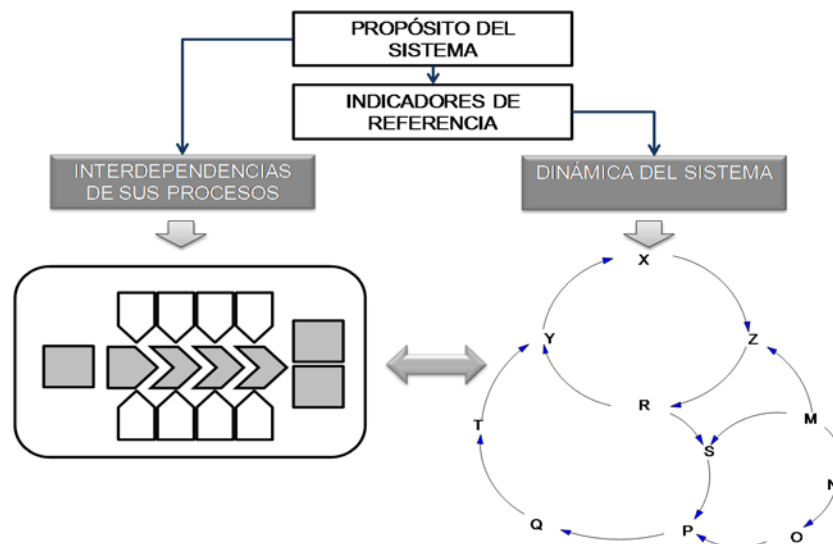 PROPÓSITO DEL
SISTEMA
INDICADORES DE
REFERENCIA
INTERDEPENDENCIAS
DE SUS PROCESOS
DINÁMICA DEL SISTEMA
X
Y
Z
R
T
M
S
N
Q
P
O